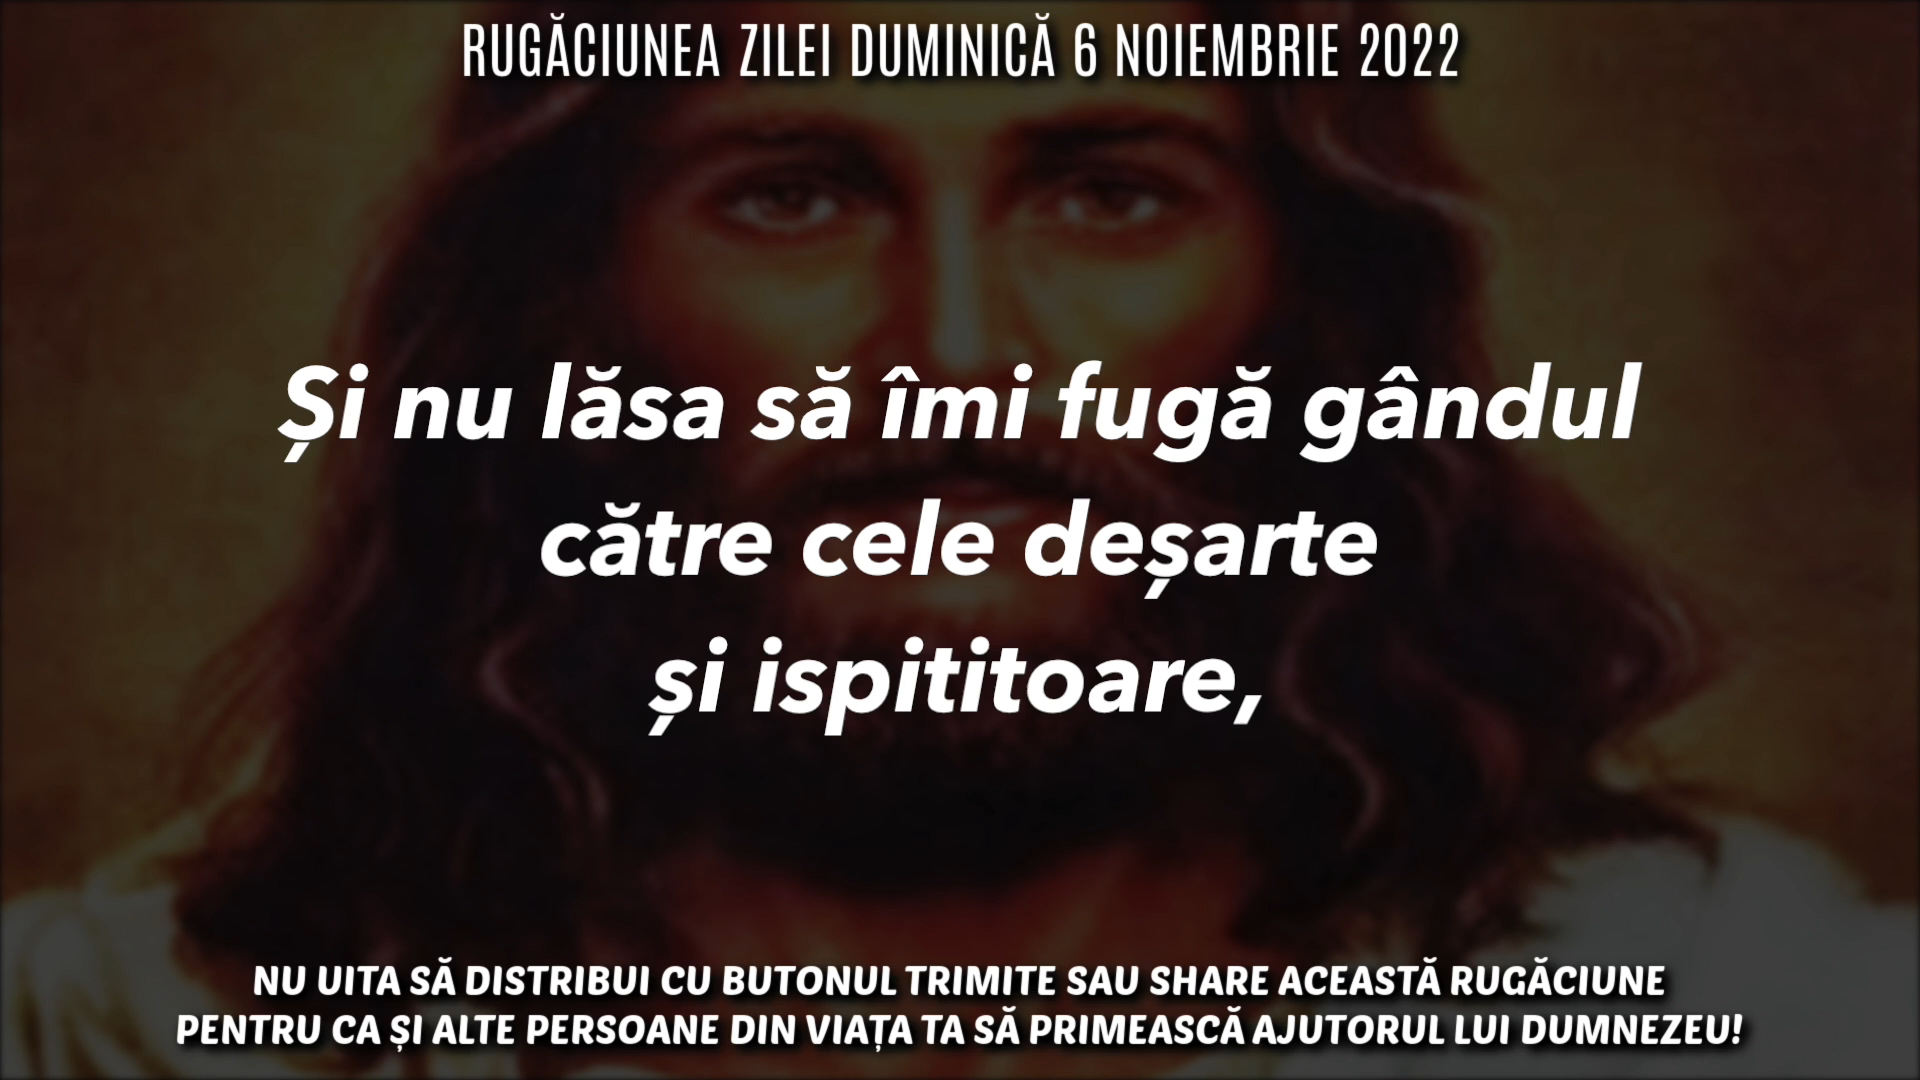 RUGĂCIUNEA ZILEI DUMINICĂ 6 NOIEMBRIE 2022
Și nu lăsa să îmi fugă gândul
către cele deșarte
și ispititoare,
NU UITA SĂ DISTRIBUI CU BUTONUL TRIMITE SAU SHARE ACEASTĂ RUGĂCIUNE
PENTRU CA ȘI ALTE PERSOANE DIN VIAȚA TA SĂ PRIMEASCĂ AJUTORUL LUI DUMNEZEU!